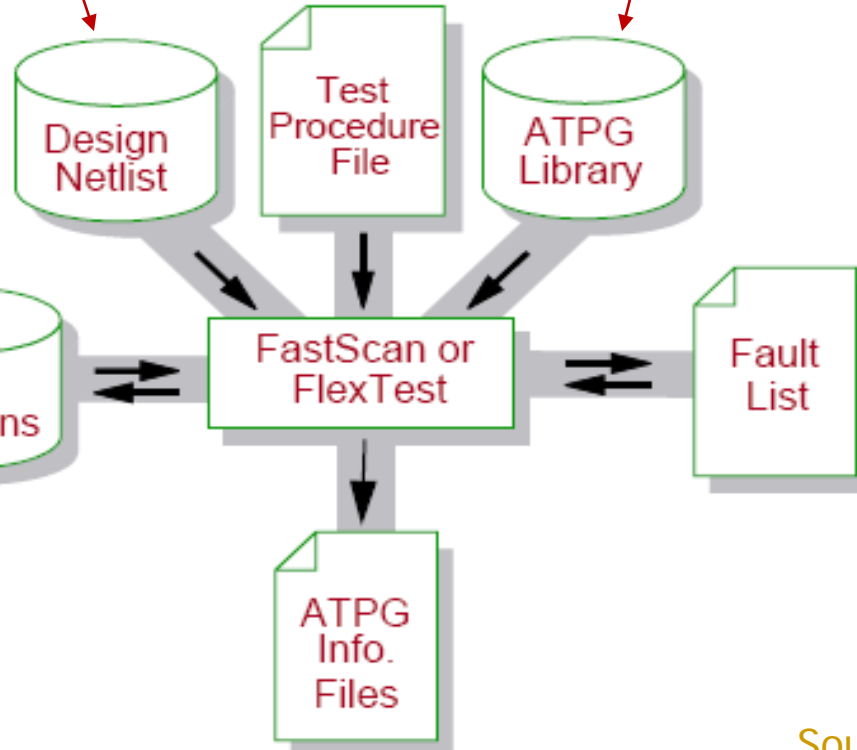 Test
Procedure
File
Design
Netlist
ATPG
Library
FastScan or
FlexTest
Fault
List
ns
ATPG
Info.
Files
Sou